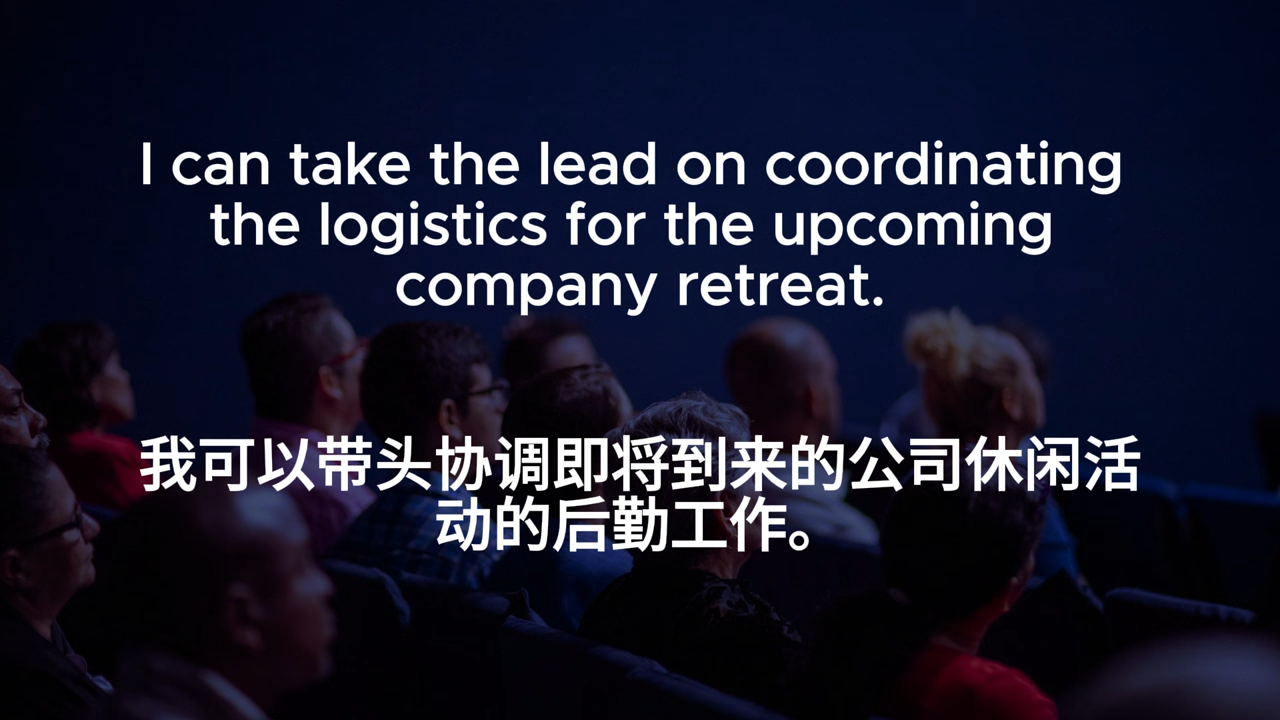 I can take the lead on coordinating
the logistics for the upcoming
company retreat.
我可以带头协调即将到来的公司休闲活
动的后勤工作。